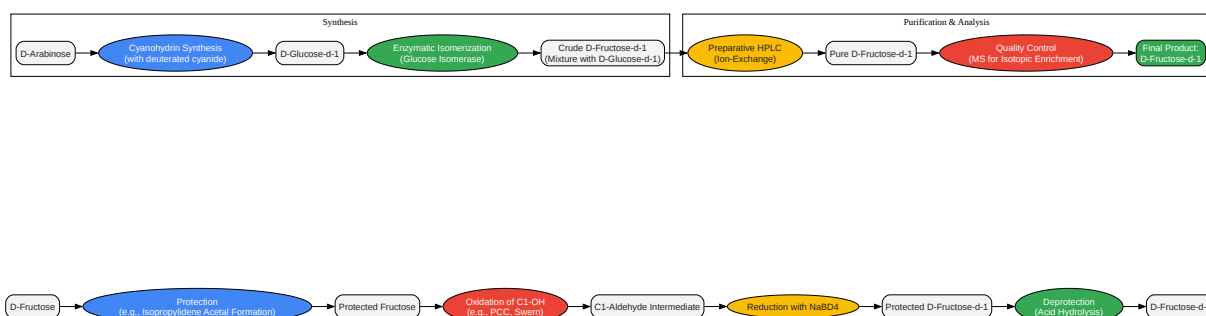 Synthesis
Purification & Analysis
D-Arabinose
Cyanohydrin Synthesis
(with deuterated cyanide)
D-Glucose-d-1
Enzymatic Isomerization
(Glucose Isomerase)
Crude D-Fructose-d-1
(Mixture with D-Glucose-d-1)
Preparative HPLC
(Ion-Exchange)
Pure D-Fructose-d-1
Quality Control
(MS for Isotopic Enrichment)
Final Product:
D-Fructose-d-1
D-Fructose
Protection
(e.g., Isopropylidene Acetal Formation)
Protected Fructose
Oxidation of C1-OH
(e.g., PCC, Swern)
C1-Aldehyde Intermediate
Reduction with NaBD4
Protected D-Fructose-d-1
Deprotection
(Acid Hydrolysis)
D-Fructose-d-